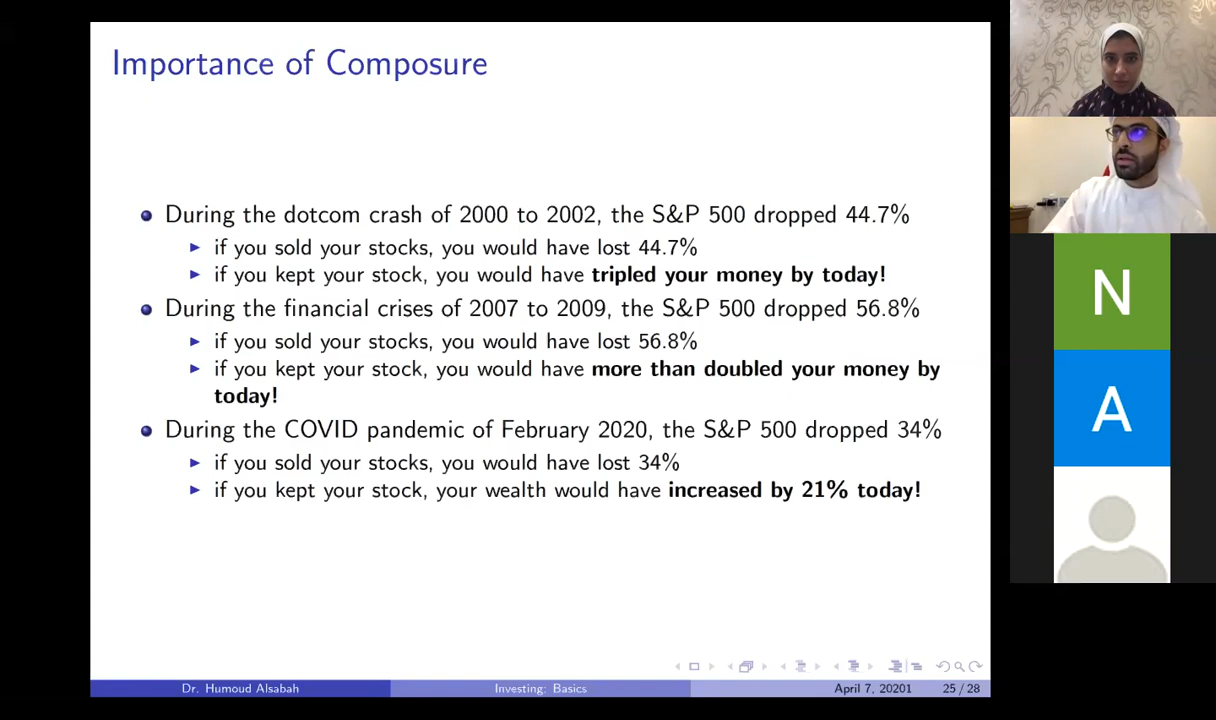 Importance of Composure
During the dotcom crash of 2000 to 2002, the S&P 500 dropped 44.7%
if you sold your stocks, you would have lost 44.7%
if you kept your stock, you would have tripled your money by today!
During the financial crises of 2007 to 2009, the S&P 500 dropped 56.8%
if you sold your stocks, you would have lost 56.8%
if you kept your stock, you would have more than doubled your money by
today!
During the COVID pandemic of February 2020, the S&P 500 dropped 34%
if you sold your stocks, you would have lost 34%
if you kept your stock, your wealth would have increased by 21% today!
Dr. Humoud Alsabah Investing: Basics April 7, 20201 25 / 28
N
A